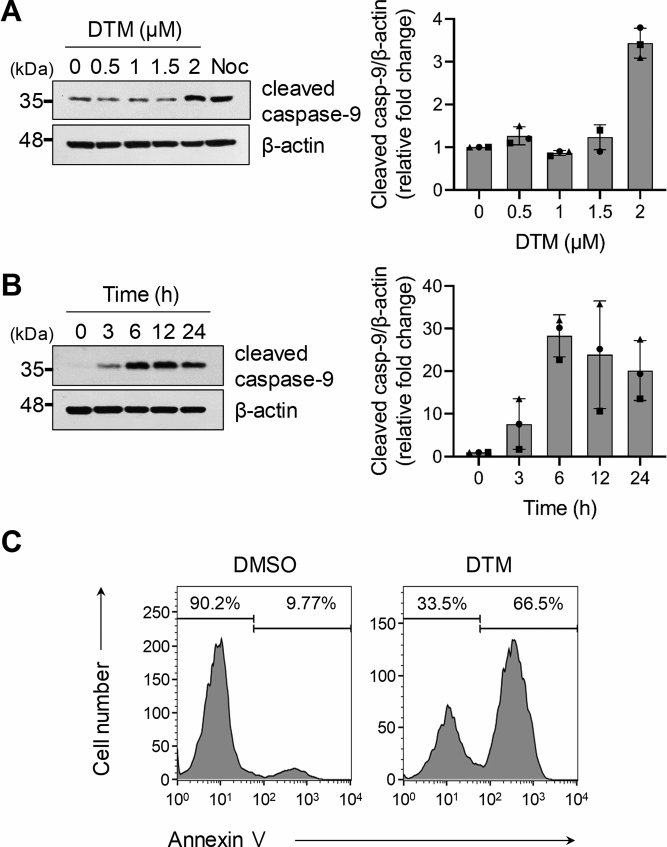 A
DTM (µM)
(kDa) 0 0.5 1 1.5 2 Noc
35
cleaved
caspase-9
48
β-actin
Cleaved casp-9/β-actin
(relative fold change)
4
3
2
1
0
0 0.5 1 1.5 2
DTM (µM)
B
Time (h)
(kDa) 0 3 6 12 24
35
cleaved
caspase-9
48
β-actin
Cleaved casp-9/β-actin
(relative fold change)
40
30
20
10
0
0 3 6 12 24
Time (h)
C
DMSO
90.2% 9.77%
250
200
150
100
50
0
10⁰ 10¹ 10² 10³ 10⁴
DTM
33.5% 66.5%
150
100
50
0
10⁰ 10¹ 10² 10³ 10⁴
Cell number
Annexin V